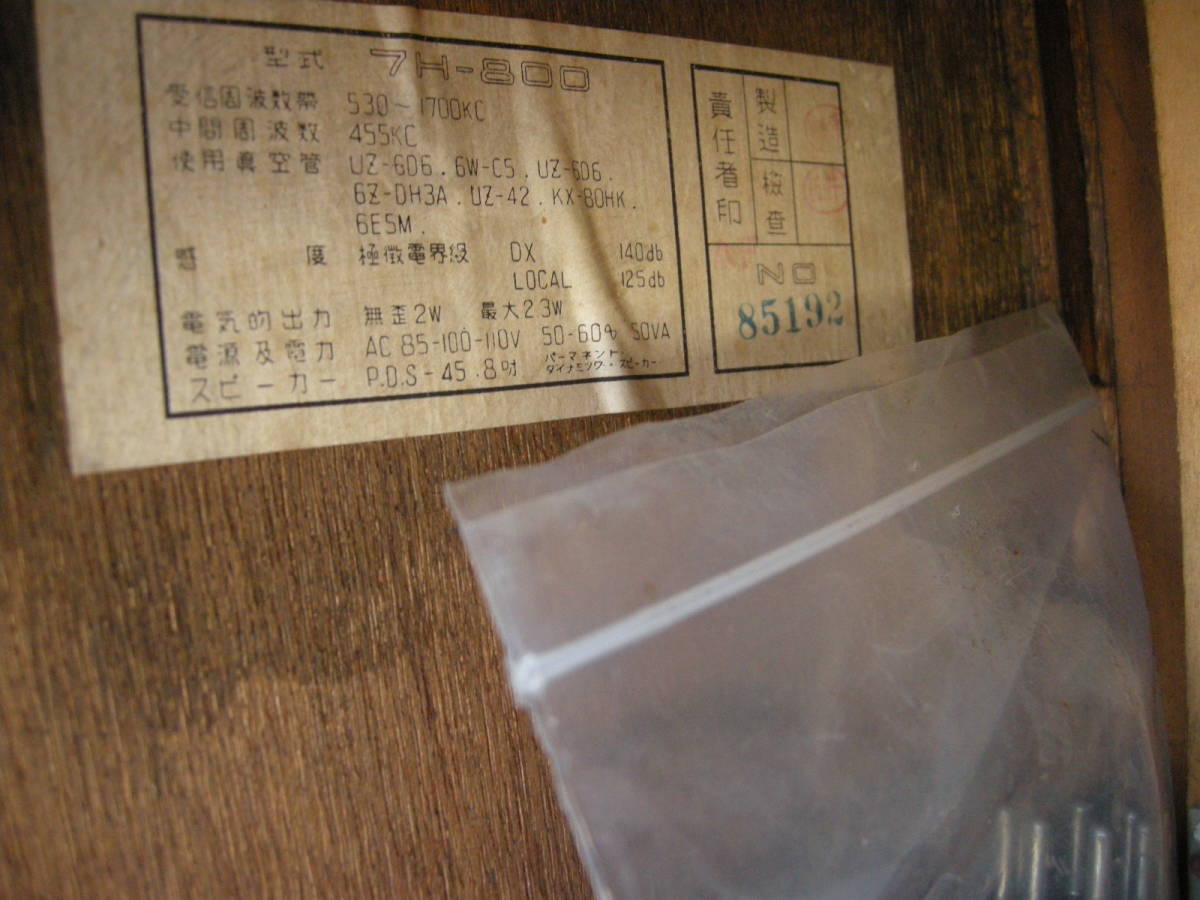 型式 7H-800
受信周波数帶 530～1700KC
中間周波数 455KC
使用眞空管 UZ-6D6. 6W-C5. UZ-6D6.
6Z-DH3A. UZ-42. KX-80HK.
6E5M.
感度 極微電界級 DX 140db
LOCAL 125db
電気的出力 無歪2W 最大2.3W
電源及電力 AC 85-100-110V 50-60% 50VA
スピーカー P.D.S-45.8吋 パーマネント.
ダイナミック・スピーカー
責任者印
製造
檢査
NO
85192